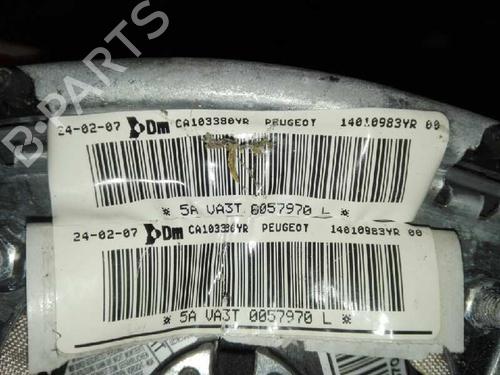 B-PARTS
24-02-07 Dm CA103380YR PEUGEOT 14010983YR 00
* 5A VA3T 0057970 L *
24-02-07 Dm CA103380YR PEUGEOT 14010983YR 00
* 5A VA3T 0057970 L *